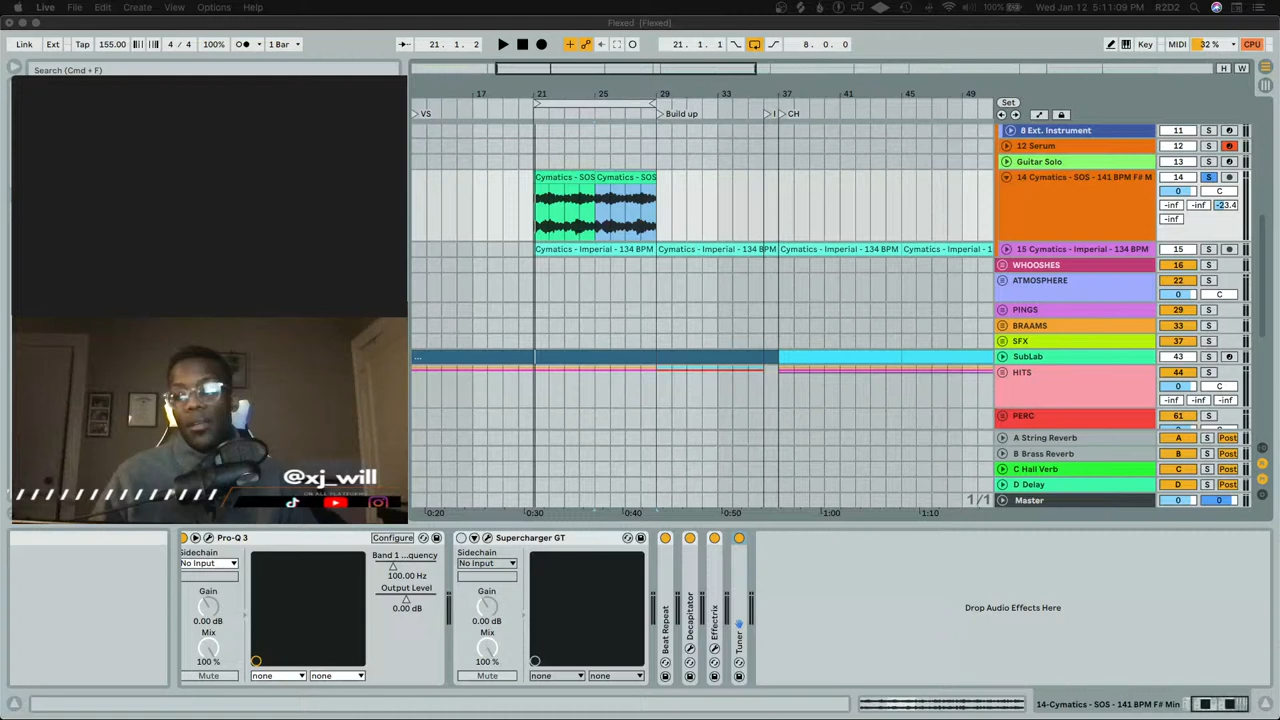 Live File Edit Create View Options Help 100% Wed Jan 12 5:11:09 PM R2D2
Flexed [Flexed]
Link Ext Tap 155.00 4 / 4 100% 1 Bar 21. 1. 2 21. 1. 1 8. 0. 0 Key MIDI 32 % CPU
Search (Cmd + F)
H W
17 21 25 29 33 37 41 45 49
Set
VS Build up CH
8 Ext. Instrument 11 S
12 Serum 12 S
Guitar Solo 13 S
Cymatics - SOS Cymatics - SOS
14 Cymatics - SOS - 141 BPM F# M 14 S
0 C
-inf -inf -23.4
-inf
Cymatics - Imperial - 134 BPM Cymatics - Imperial - 134 BPM Cymatics - Imperial - 134 BPM Cymatics - Imperial - 1
15 Cymatics - Imperial - 134 BPM 15 S
WHOOSHES 16 S
ATMOSPHERE 22 S
0 C
PINGS 29 S
BRAAMS 33 S
SFX 37 S
... SubLab 43 S
HITS 44 S
0 C
-inf -inf -inf
PERC 61 S
A String Reverb A S Post
B Brass Reverb B S Post
C Hall Verb C S Post
D Delay D S Post
1/1 Master 0 0
0:20 0:30 0:40 0:50 1:00 1:10
@xj_will
ON ALL PLATFORMS
Pro-Q 3 Configure
Sidechain
No Input
Gain
0.00 dB
Mix
100 %
Mute none none
Band 1 ...quency
100.00 Hz
Output Level
0.00 dB
Supercharger GT
Sidechain
No Input
Gain
0.00 dB
Mix
100 %
Mute none none
Beat Repeat
Decapitator
Effectrix
Tuner
Drop Audio Effects Here
14-Cymatics - SOS - 141 BPM F# Min